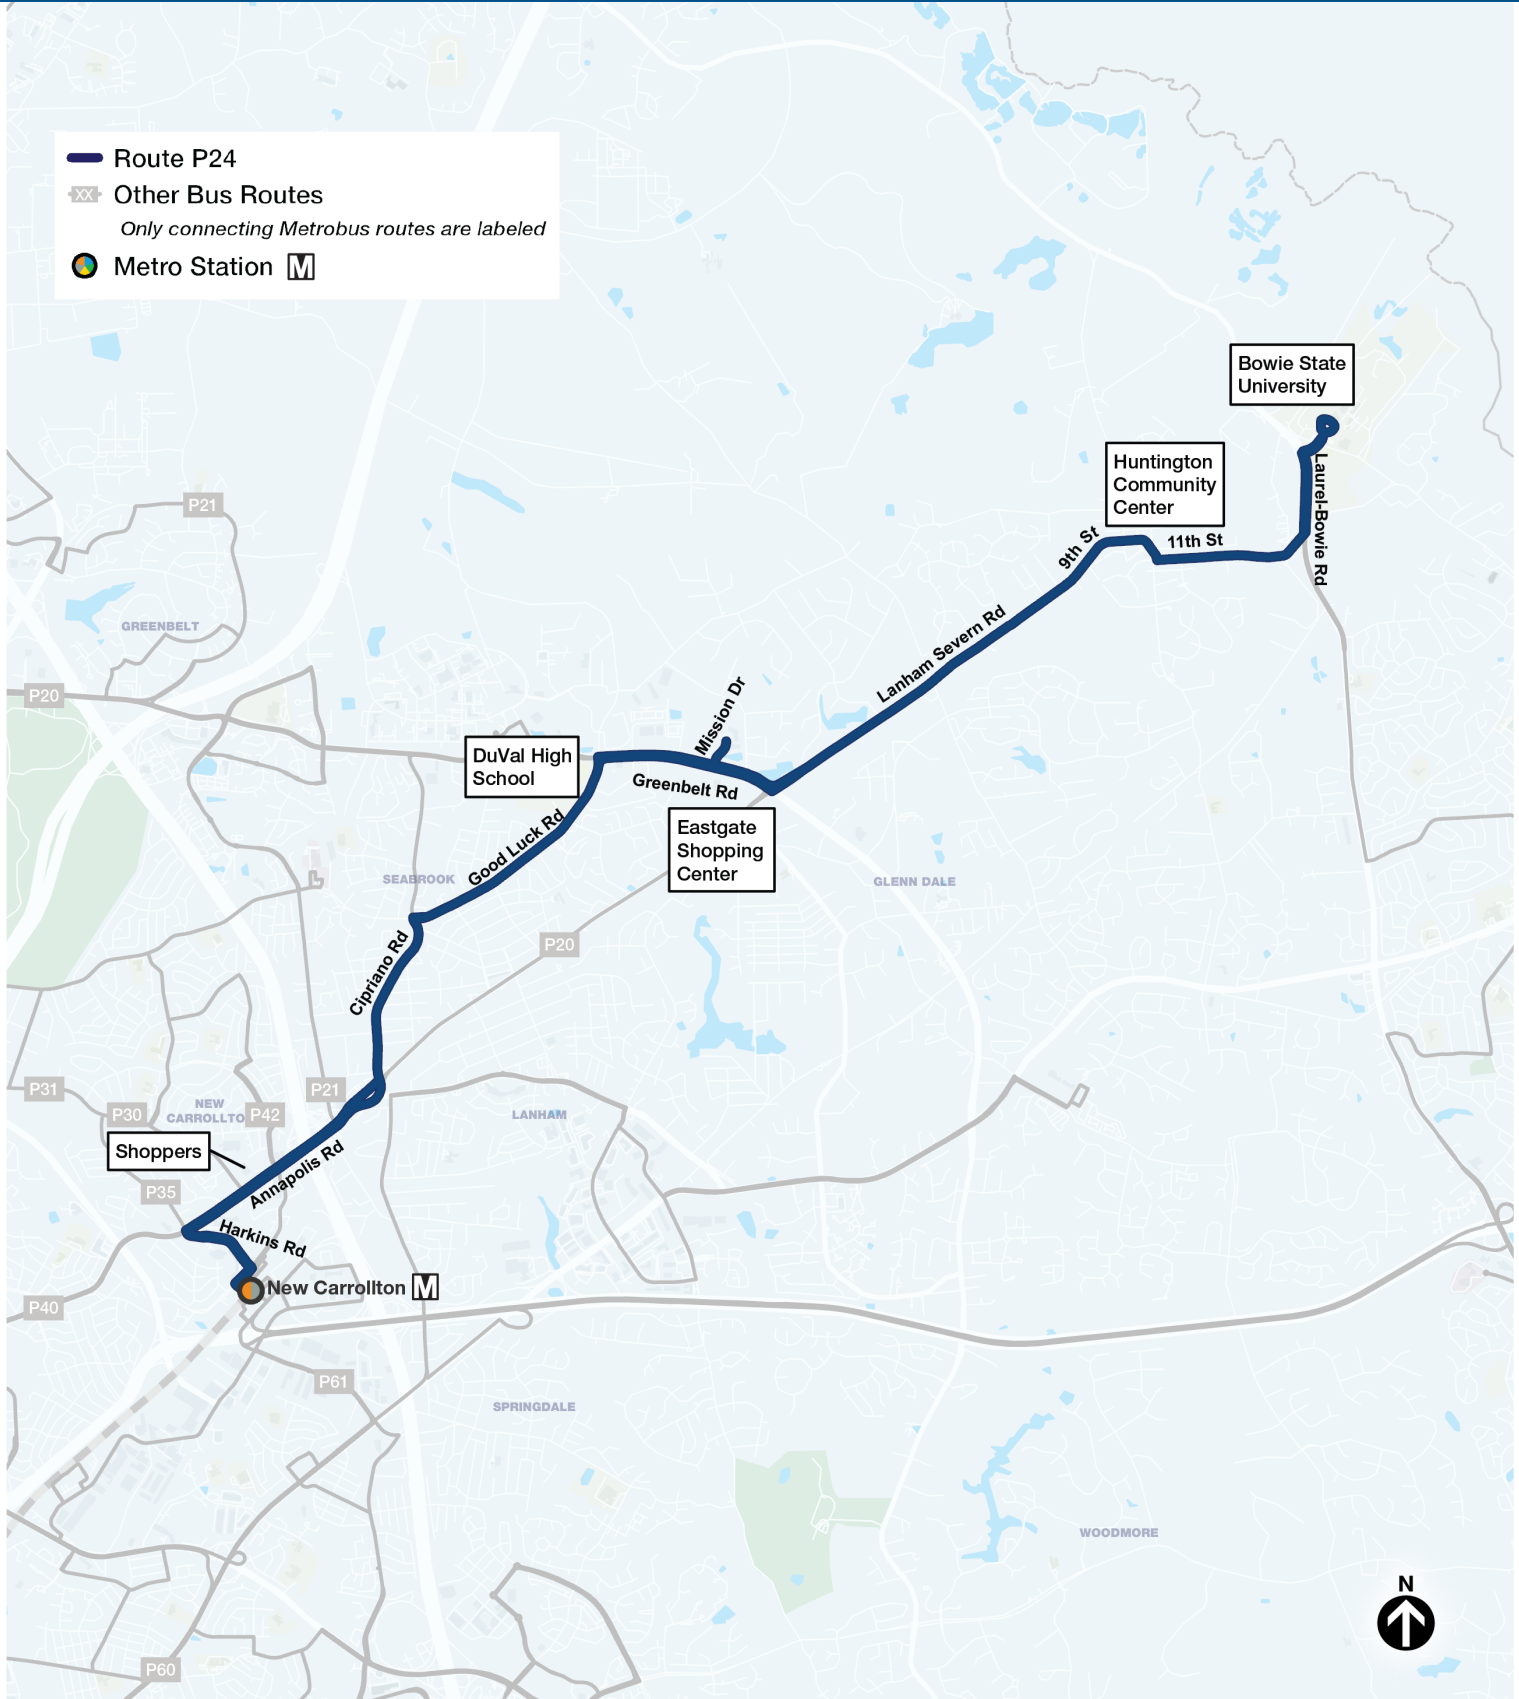 Route P24
XX
Other Bus Routes
Only connecting Metrobus routes are labeled
Metro Station M
Bowie State
University
Huntington
Community
Center
Laurel-Bowie Rd
9th St
11th St
P21
GREENBELT
Lanham Severn Rd
P20
Mission Dr
DuVal High
School
Greenbelt Rd
Eastgate
Shopping
Center
Good Luck Rd
SEABROOK
GLENN DALE
P20
Cipriano Rd
P31
P21
NEW
CARROLLTO
P30
P42
LANHAM
Shoppers
Annapolis Rd
P35
Harkins Rd
New Carrollton M
P40
P61
SPRINGDALE
WOODMORE
N
P60